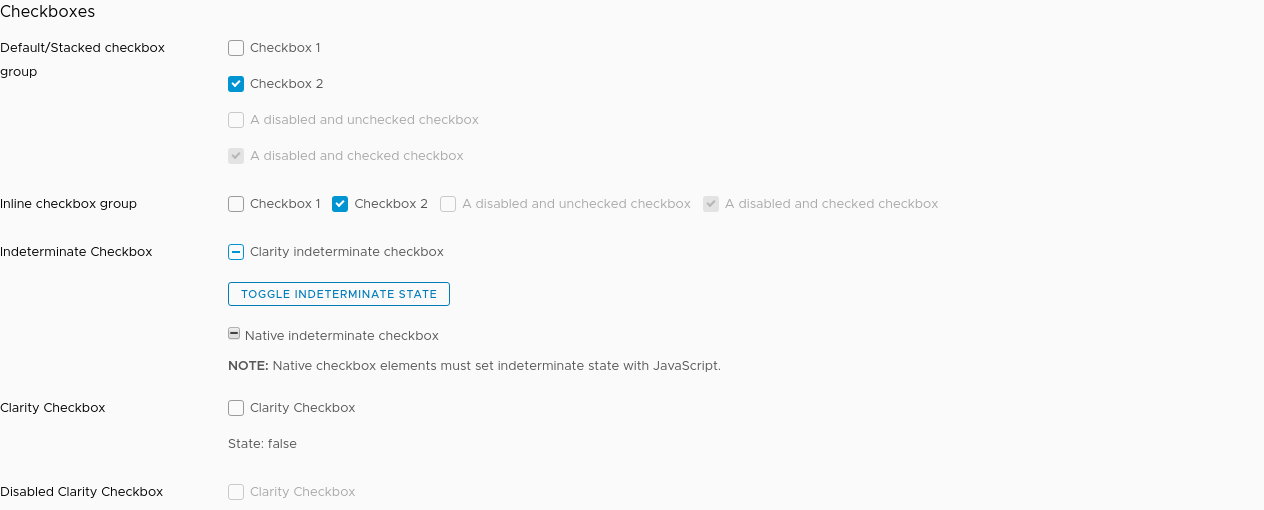 Checkboxes
Default/Stacked checkbox
group
Checkbox 1
Checkbox 2
A disabled and unchecked checkbox
A disabled and checked checkbox
Inline checkbox group
Checkbox 1 Checkbox 2 A disabled and unchecked checkbox A disabled and checked checkbox
Indeterminate Checkbox
Clarity indeterminate checkbox
TOGGLE INDETERMINATE STATE
Native indeterminate checkbox
NOTE: Native checkbox elements must set indeterminate state with JavaScript.
Clarity Checkbox
Clarity Checkbox
State: false
Disabled Clarity Checkbox
Clarity Checkbox